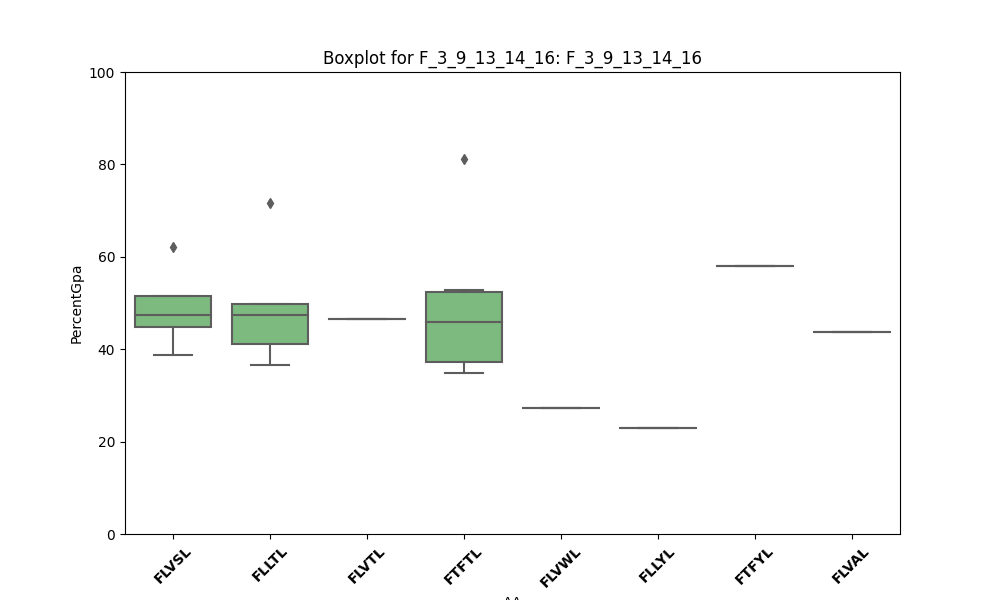 Boxplot for F_3_9_13_14_16: F_3_9_13_14_16
100
80
60
40
20
0
PercentGpa
FLVSL
FLLTL
FLVTL
FTFTL
FLVWL
FLLYL
FTFYL
FLVAL